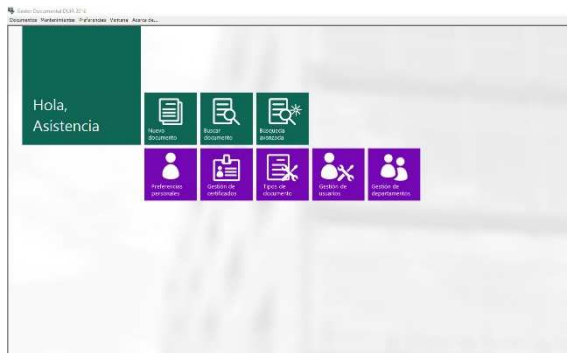 Gestor Documental
Documentos Mantenimientos Preferencias Ventana Acerca de...
Hola,
Asistencia
Nuevo
documento
Buscar
documento
Búsqueda
avanzada
Preferencias
personales
Gestión de
certificados
Tipos de
documento
Gestión de
usuarios
Gestión de
departamentos